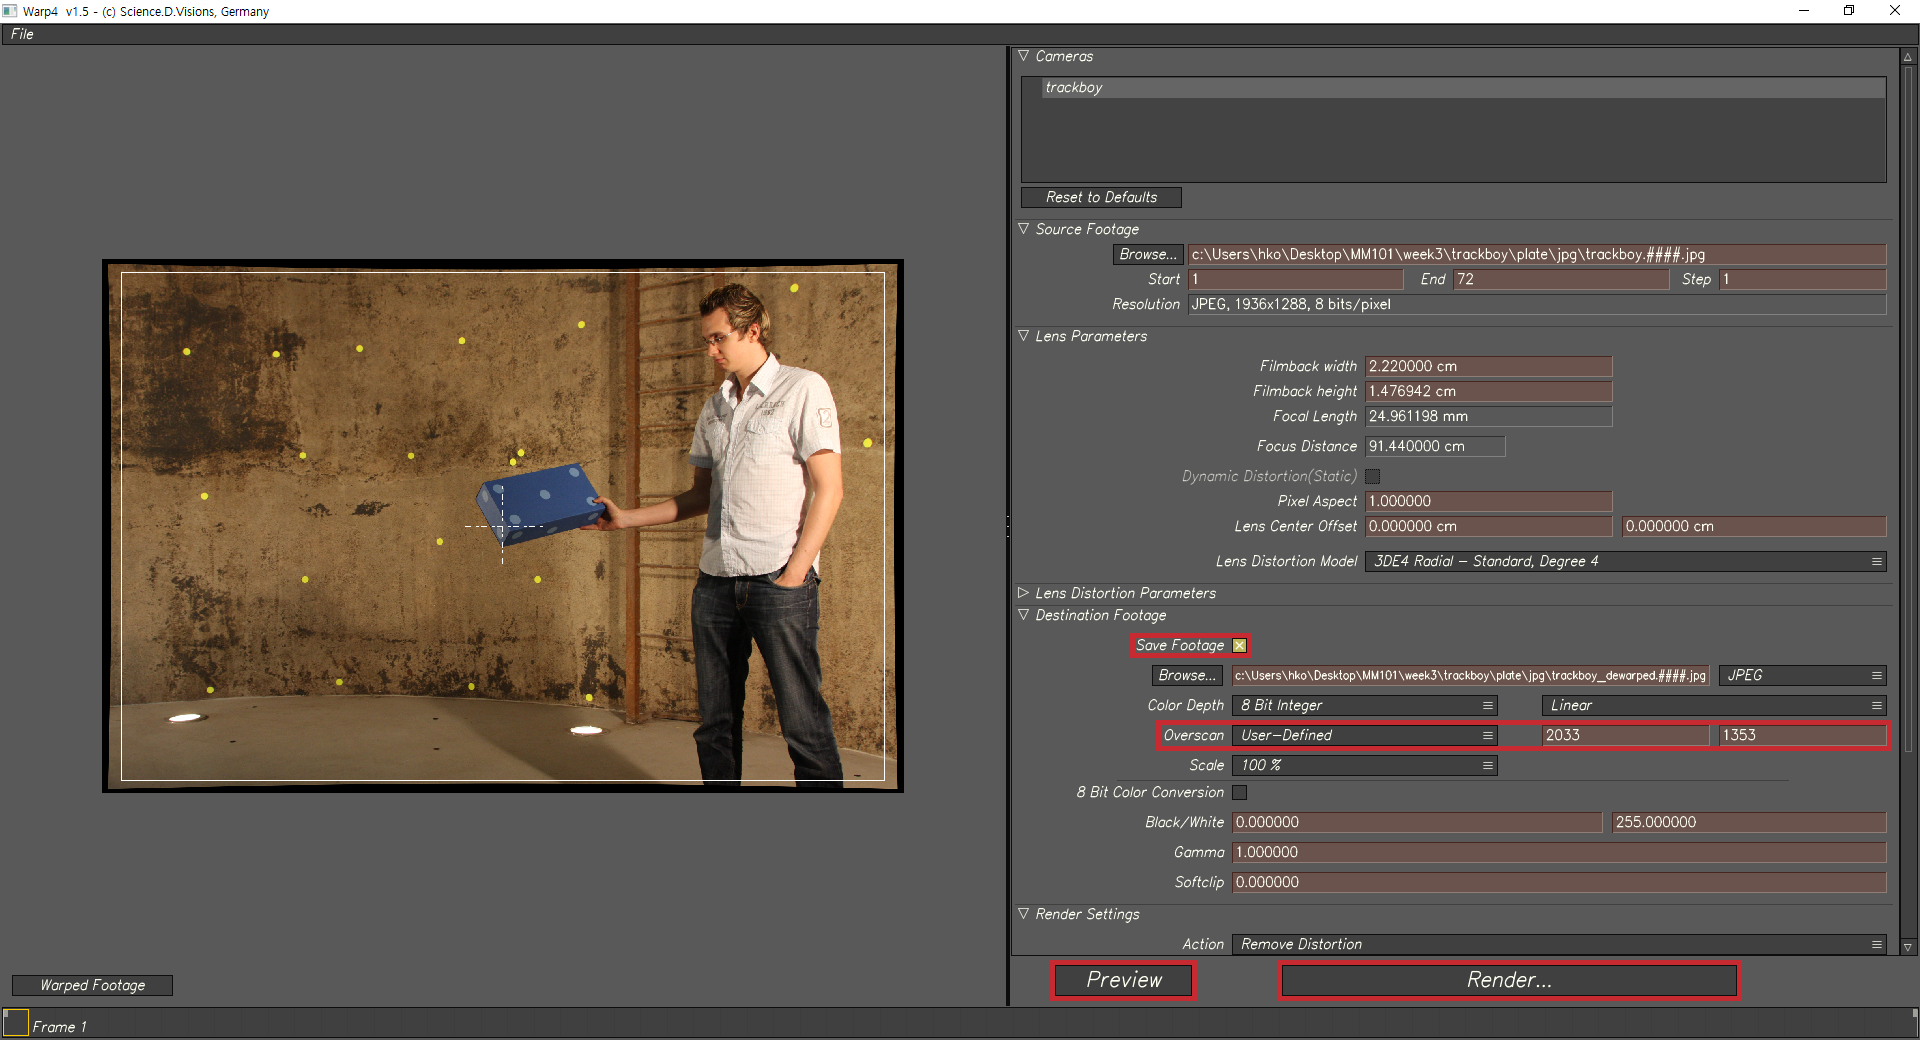 Warp4 v1.5 - (c) Science.D.Visions, Germany
File
Cameras
trackboy
Reset to Defaults
Source Footage
Browse... c:\Users\hko\Desktop\MM101\week3\trackboy\plate\jpg\trackboy.####.jpg
Start 1 End 72 Step 1
Resolution JPEG, 1936x1288, 8 bits/pixel
Lens Parameters
Filmback width 2.220000 cm
Filmback height 1.476942 cm
Focal Length 24.961198 mm
Focus Distance 91.440000 cm
Dynamic Distortion(Static)
Pixel Aspect 1.000000
Lens Center Offset 0.000000 cm 0.000000 cm
Lens Distortion Model 3DE4 Radial - Standard, Degree 4
Lens Distortion Parameters
Destination Footage
Save Footage
Browse... c:\Users\hko\Desktop\MM101\week3\trackboy\plate\jpg\trackboy_dewarped.####.jpg JPEG
Color Depth 8 Bit Integer Linear
Overscan User-Defined 2033 1353
Scale 100 %
8 Bit Color Conversion
Black/White 0.000000 255.000000
Gamma 1.000000
Softclip 0.000000
Render Settings
Action Remove Distortion
Preview Render...
Warped Footage
Frame 1